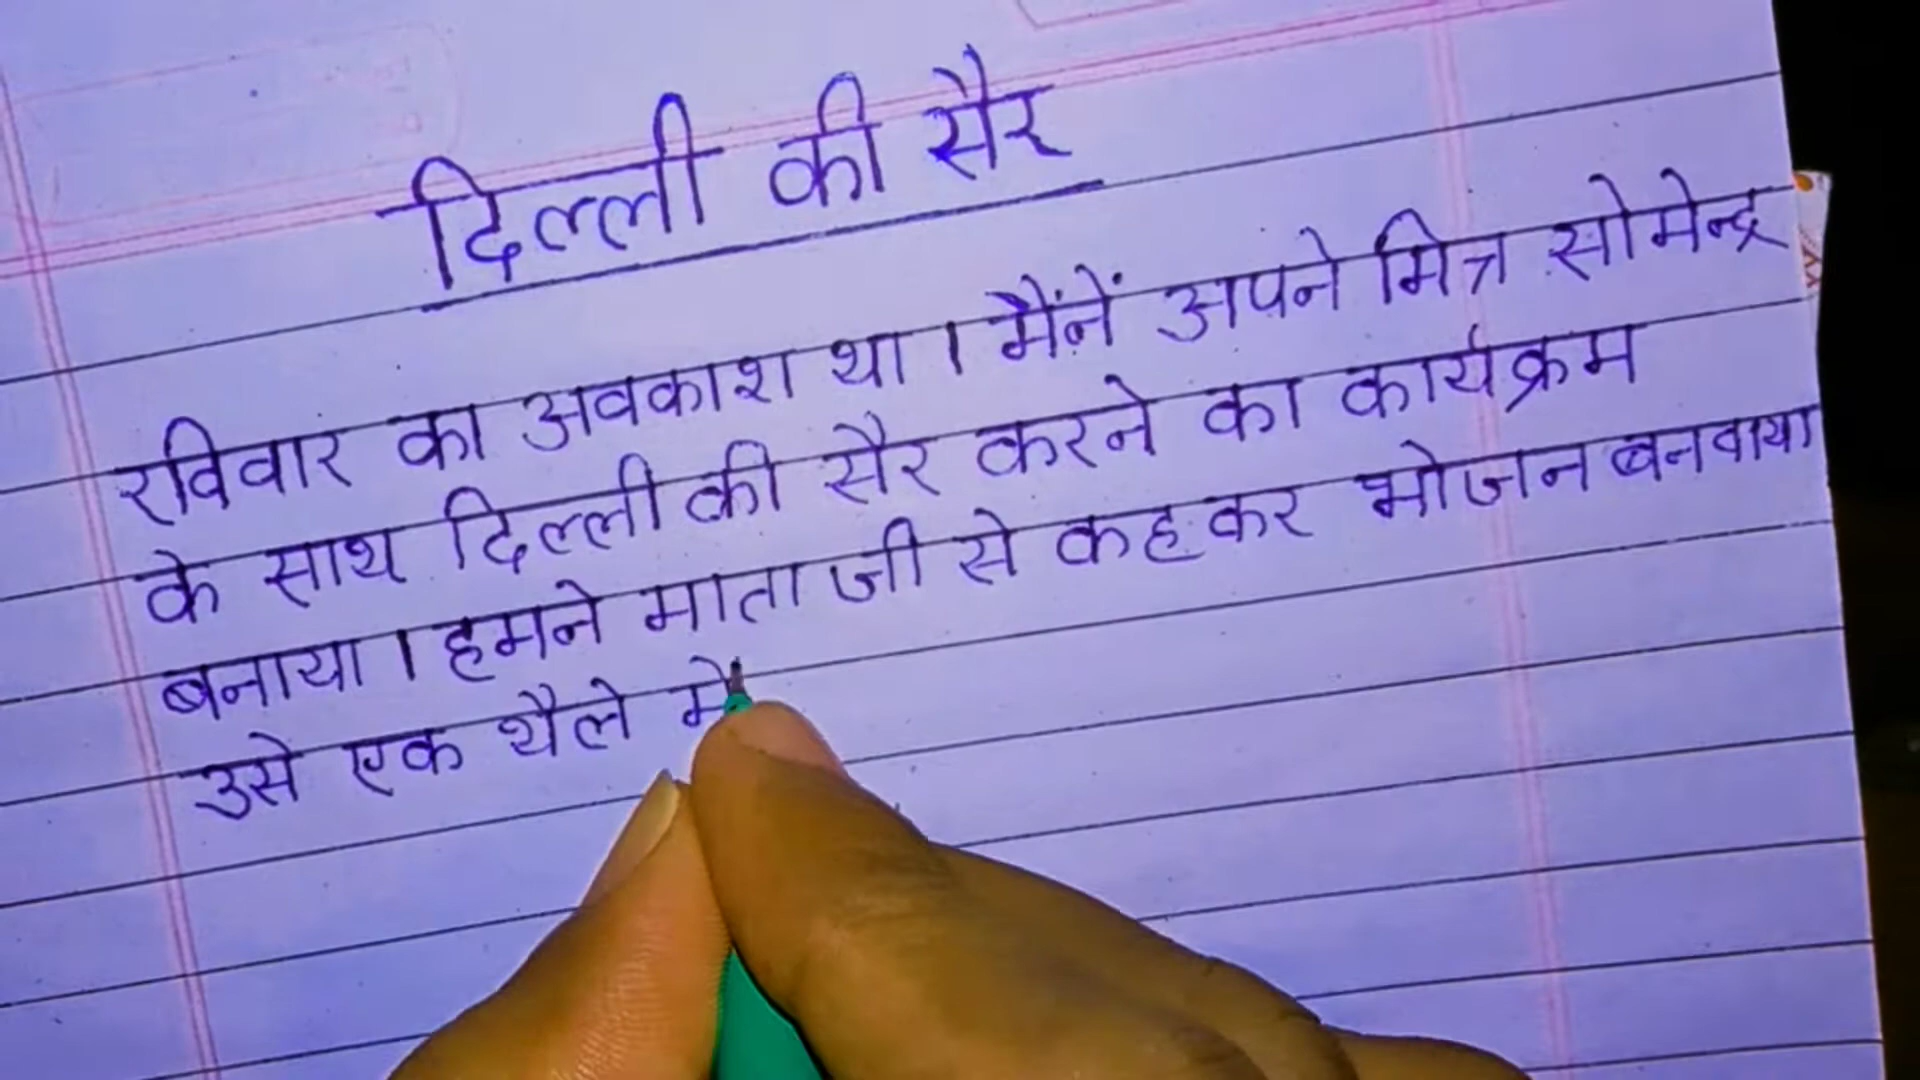 दिल्ली की सैर
रविवार का अवकाश था । मैंनें अपने मित्र सोमेन्द्र
के साथ दिल्ली की सैर करने का कार्यक्रम
बनाया । हमने माता जी से कहकर भोजन बनवाया
उसे एक थैले मे